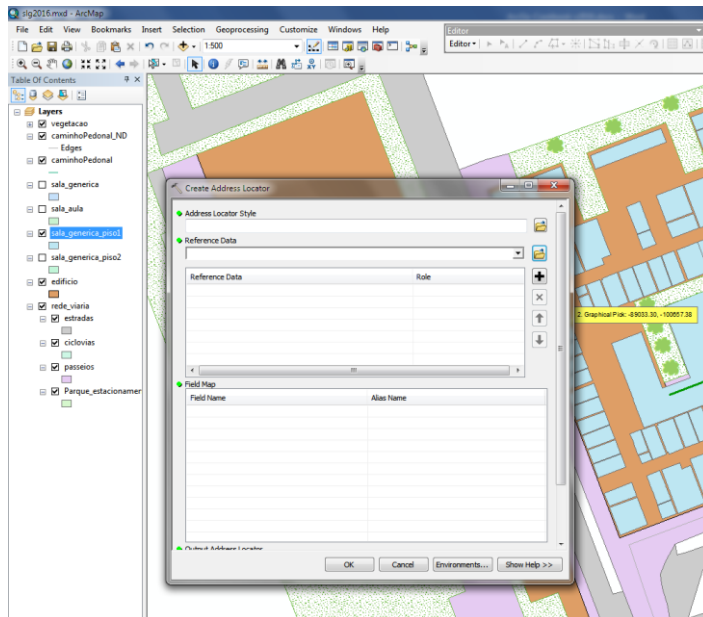 slg2016.mxd - ArcMap
File Edit View Bookmarks Insert Selection Geoprocessing Customize Windows Help
Editor
Editor
1:500
Table Of Contents
Layers
vegetacao
caminhoPedonal_ND
Edges
caminhoPedonal
sala_generica
sala_aula
sala_generica_piso1
sala_generica_piso2
edificio
rede_viaria
estradas
ciclovias
passeios
Parque_estacionamer
Create Address Locator
Address Locator Style
Reference Data
Reference Data Role
2. Graphical Pick: -89033.30, -100657.38
Field Map
Field Name Alias Name
Output Address Locator
OK Cancel Environments... Show Help >>